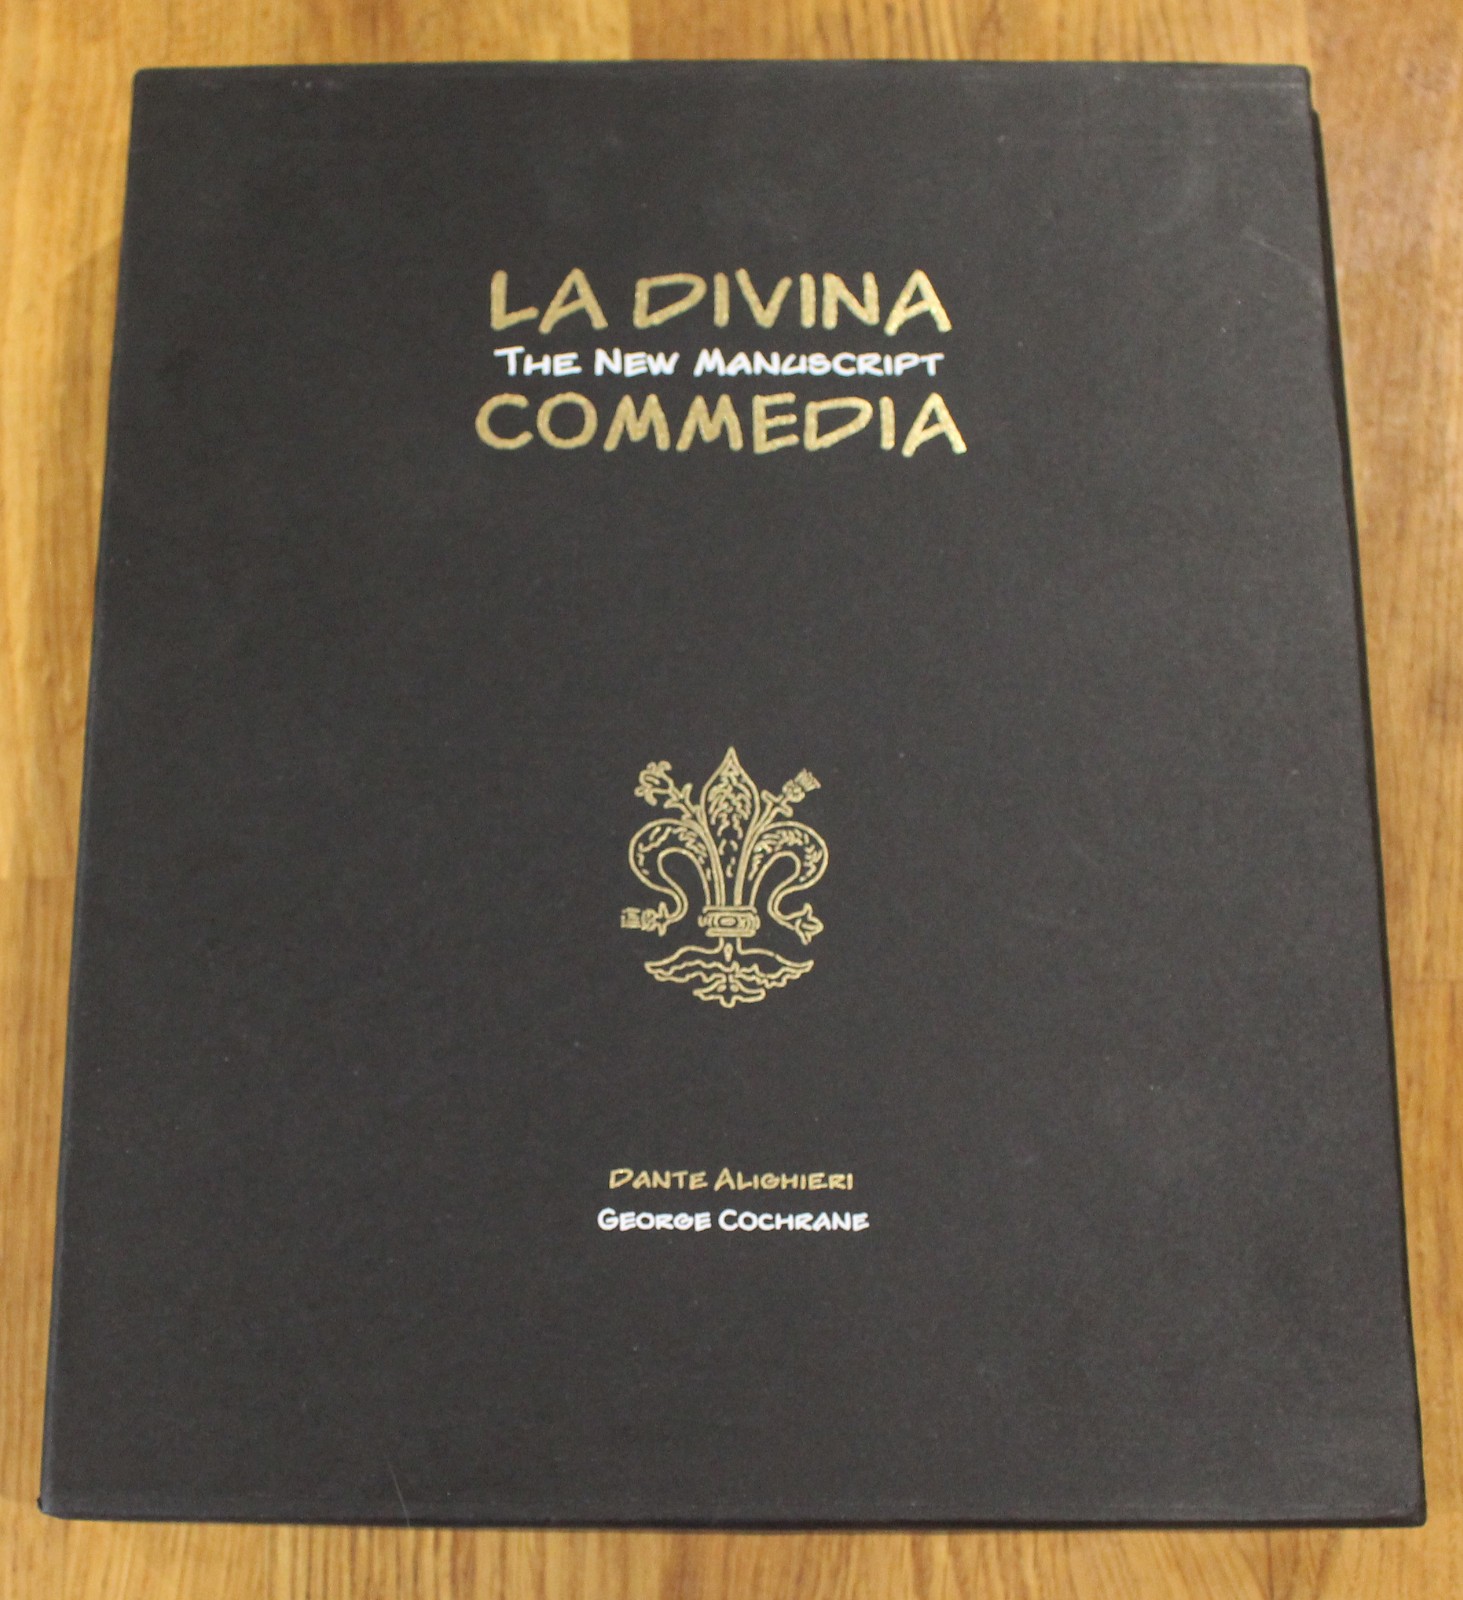 LA DIVINA
THE NEW MANUSCRIPT
COMMEDIA
DANTE ALIGHIERI
GEORGE COCHRANE